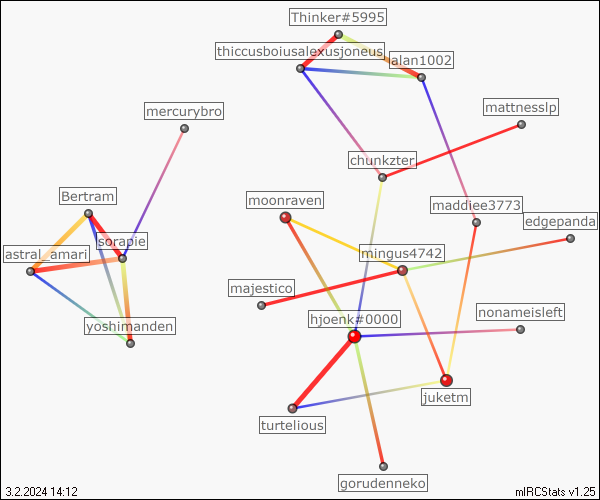 Thinker#5995
thiccusboiusalexusjoneus
alan1002
mercurybro
mattnesslp
chunkzter
Bertram
moonraven
maddiee3773
edgepanda
astral_amari
sorapie
mingus4742
majestico
yoshimanden
hjoenk#0000
nonameisleft
juketm
turtelious
gorudenneko
3.2.2024 14:12
mIRCStats v1.25